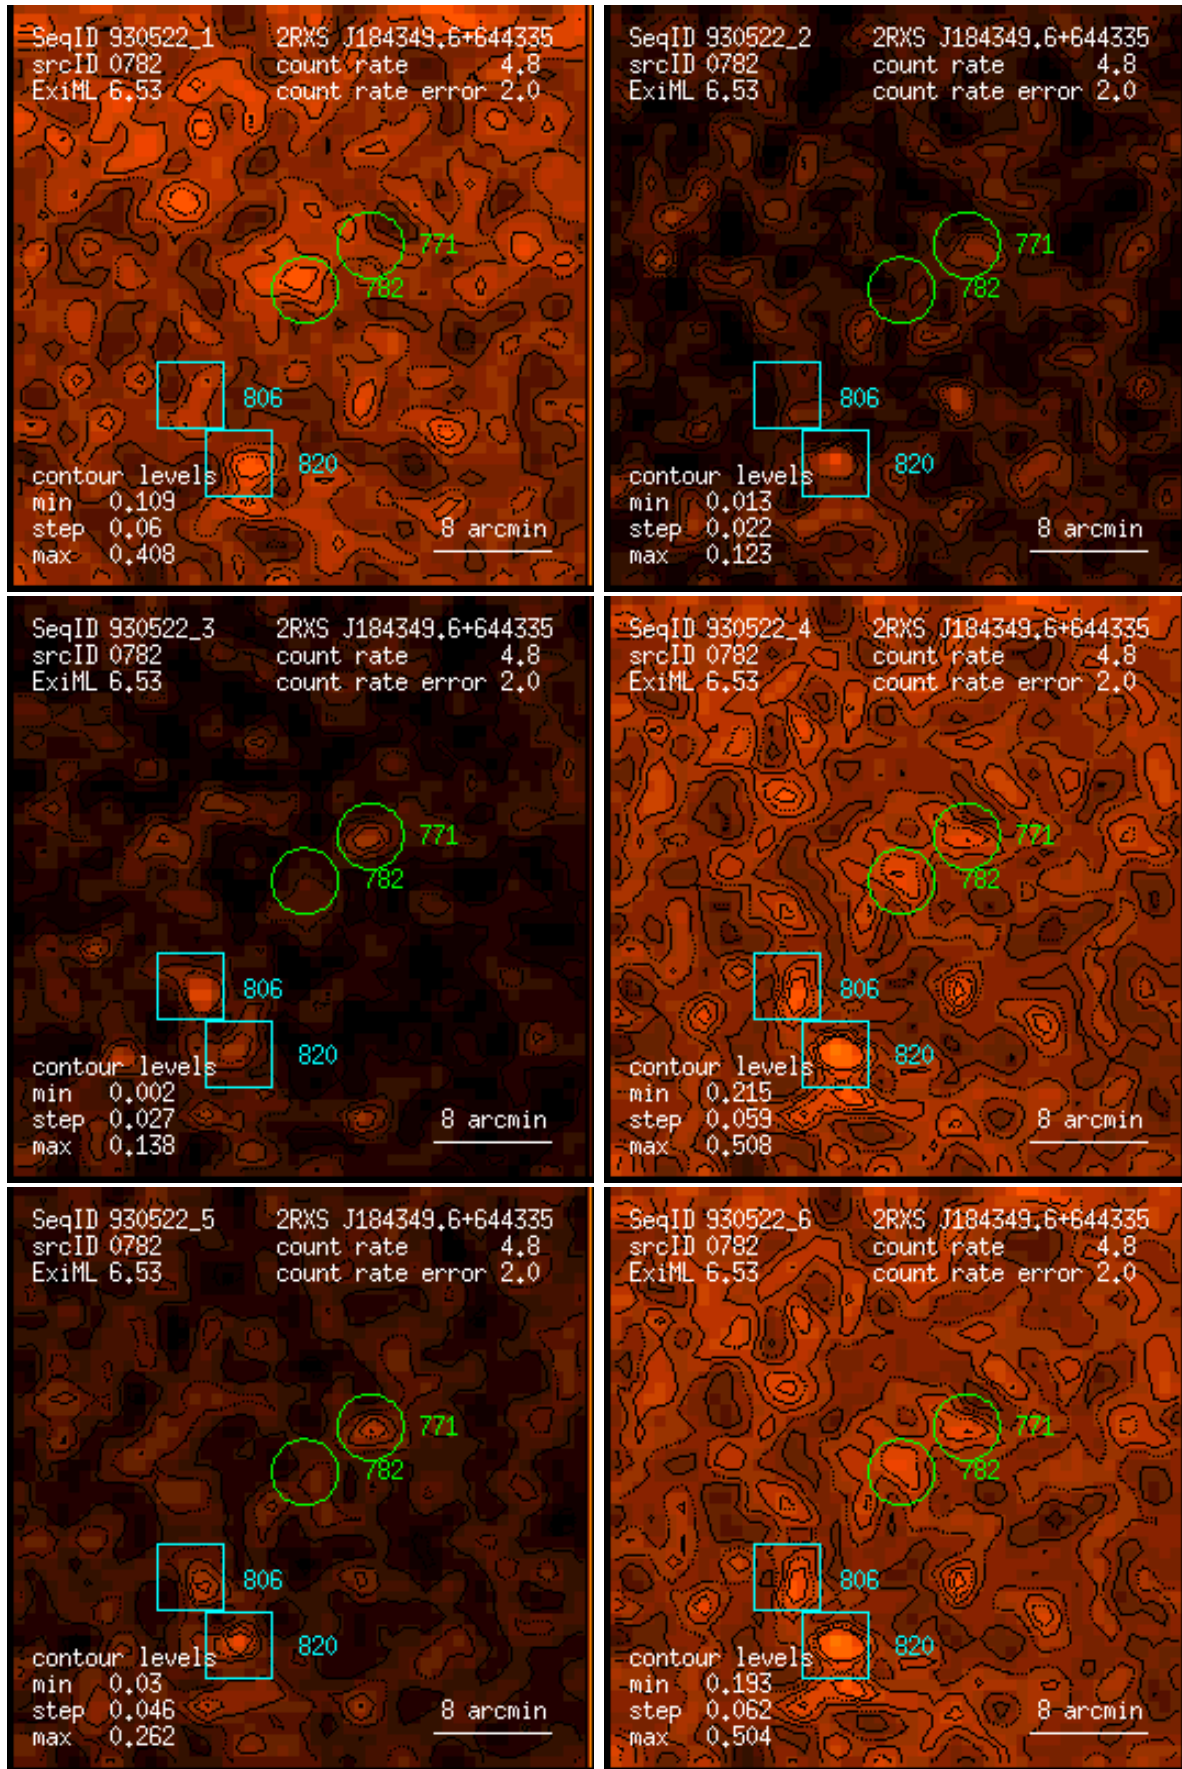 SeqID 930522_1 2RXS J184349.6+644335
srcID 0782 count rate 4.8
ExiML 6.53 count rate error 2.0
771
782
806
820
contour levels
min 0.109
step 0.06 8 arcmin
max 0.408
SeqID 930522_2 2RXS J184349.6+644335
srcID 0782 count rate 4.8
ExiML 6.53 count rate error 2.0
771
782
806
820
contour levels
min 0.013
step 0.022 8 arcmin
max 0.123
SeqID 930522_3 2RXS J184349.6+644335
srcID 0782 count rate 4.8
ExiML 6.53 count rate error 2.0
771
782
806
820
contour levels
min 0.002
step 0.027 8 arcmin
max 0.138
SeqID 930522_4 2RXS J184349.6+644335
srcID 0782 count rate 4.8
ExiML 6.53 count rate error 2.0
771
782
806
820
contour levels
min 0.215
step 0.059 8 arcmin
max 0.508
SeqID 930522_5 2RXS J184349.6+644335
srcID 0782 count rate 4.8
ExiML 6.53 count rate error 2.0
771
782
806
820
contour levels
min 0.03
step 0.046 8 arcmin
max 0.262
SeqID 930522_6 2RXS J184349.6+644335
srcID 0782 count rate 4.8
ExiML 6.53 count rate error 2.0
771
782
806
820
contour levels
min 0.193
step 0.062 8 arcmin
max 0.504